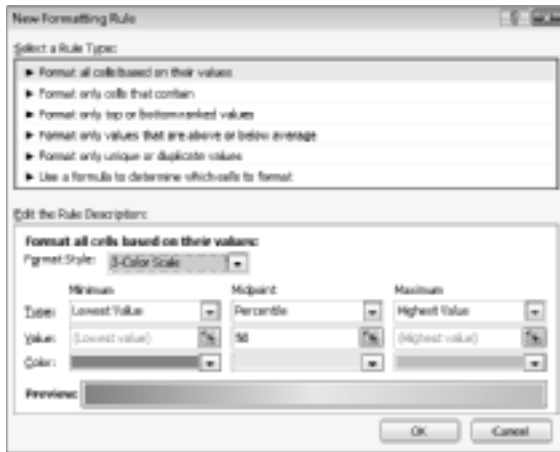 New Formatting Rule
Select a Rule Type:
► Format all cells based on their values
► Format only cells that contain
► Format only top or bottom ranked values
► Format only values that are above or below average
► Format only unique or duplicate values
► Use a formula to determine which cells to format
Edit the Rule Description:
Format all cells based on their values:
Format Style: 3-Color Scale
Minimum Midpoint Maximum
Type: Lowest Value Percentile Highest Value
Value: (Lowest value) 50 (Highest value)
Color:
Preview:
OK Cancel